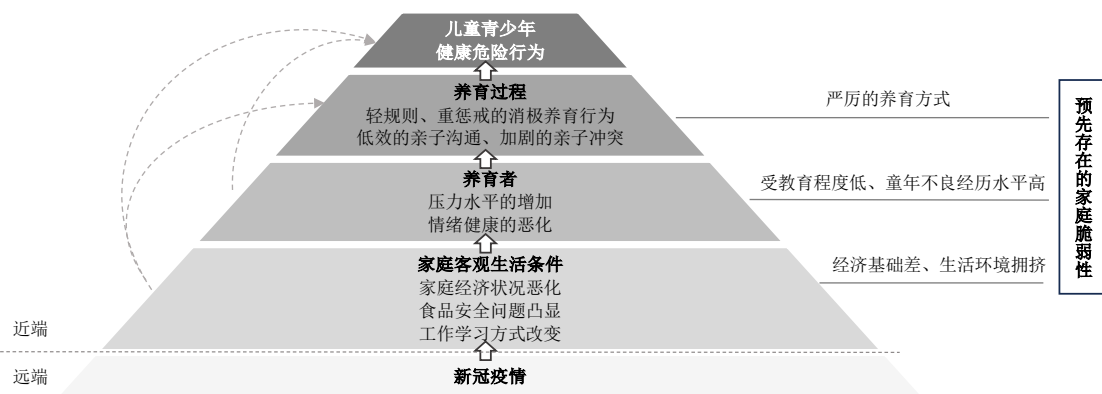 儿童青少年
健康危险行为
养育过程
轻规则、重惩戒的消极养育行为
低效的亲子沟通、加剧的亲子冲突
严厉的养育方式
养育者
压力水平的增加
情绪健康的恶化
受教育程度低、童年不良经历水平高
家庭客观生活条件
家庭经济状况恶化
食品安全问题凸显
工作学习方式改变
经济基础差、生活环境拥挤
预先存在的家庭脆弱性
近端
远端
新冠疫情